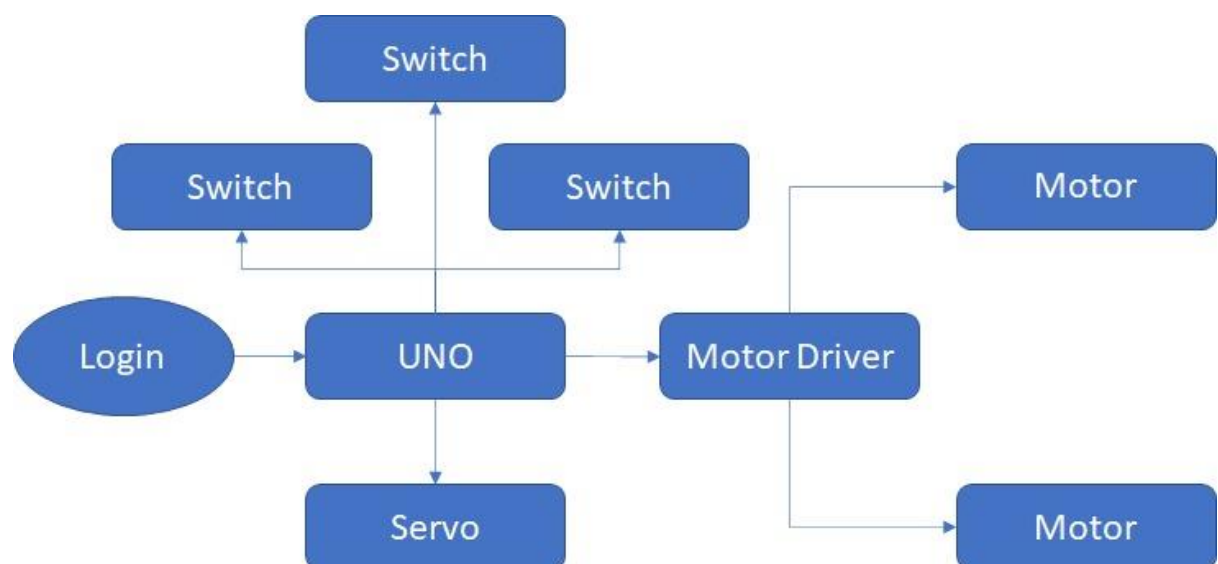 Switch
Switch
Switch
Motor
Login
UNO
Motor Driver
Servo
Motor